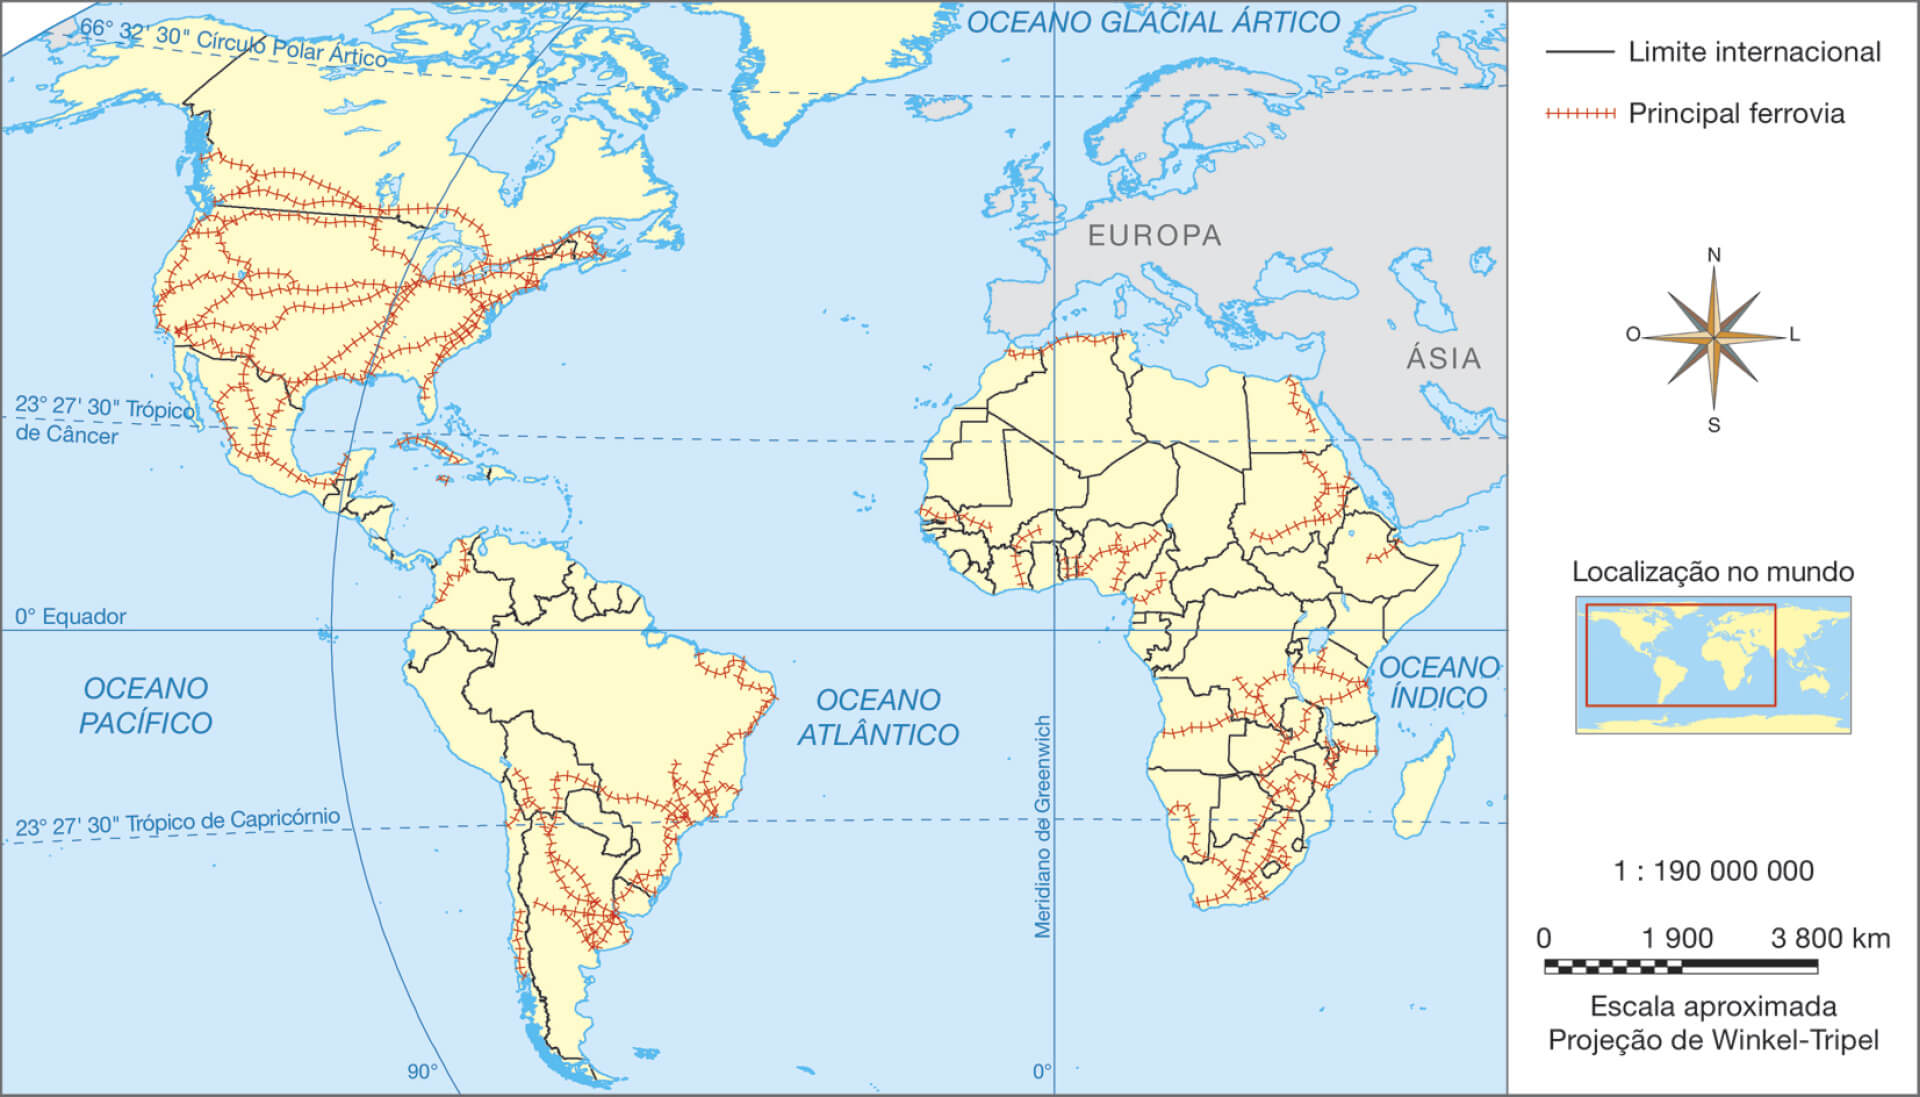 OCEANO GLACIAL ÁRTICO
66° 32' 30" Círculo Polar Ártico
EUROPA
ÁSIA
23° 27' 30" Trópico
de Câncer
0° Equador
OCEANO
PACÍFICO
OCEANO
ATLÂNTICO
OCEANO
ÍNDICO
Meridiano de Greenwich
23° 27' 30" Trópico de Capricórnio
90°
0°
Limite internacional
Principal ferrovia
N
O
L
S
Localização no mundo
1 : 190 000 000
0 1 900 3 800 km
Escala aproximada
Projeção de Winkel-Tripel